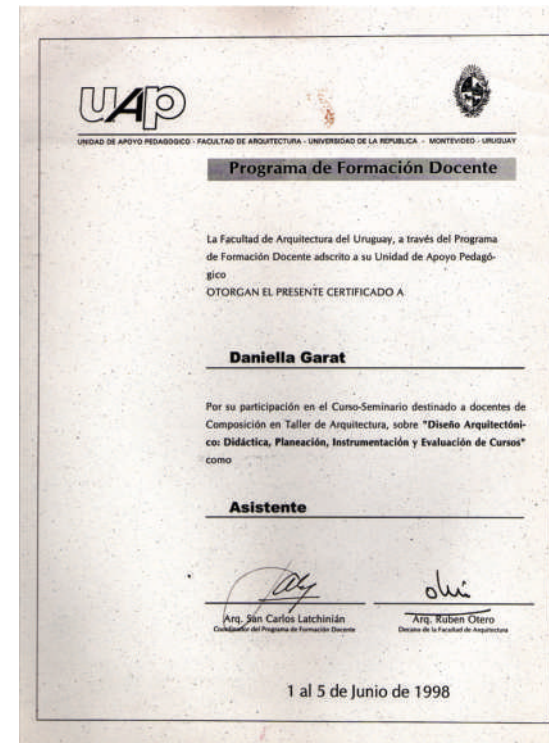 UAP
UNIDAD DE APOYO PEDAGOGICO - FACULTAD DE ARQUITECTURA - UNIVERSIDAD DE LA REPUBLICA - MONTEVIDEO - URUGUAY
Programa de Formación Docente
La Facultad de Arquitectura del Uruguay, a través del Programa
de Formación Docente adscrito a su Unidad de Apoyo Pedagó-
gico
OTORGAN EL PRESENTE CERTIFICADO A
Daniella Garat
Por su participación en el Curso-Seminario destinado a docentes de
Composición en Taller de Arquitectura, sobre "Diseño Arquitectóni-
co: Didáctica, Planeación, Instrumentación y Evaluación de Cursos"
como
Asistente
Arq. San Carlos Latchinián
Coordinador del Programa de Formación Docente
Arq. Ruben Otero
Decano de la Facultad de Arquitectura
1 al 5 de Junio de 1998